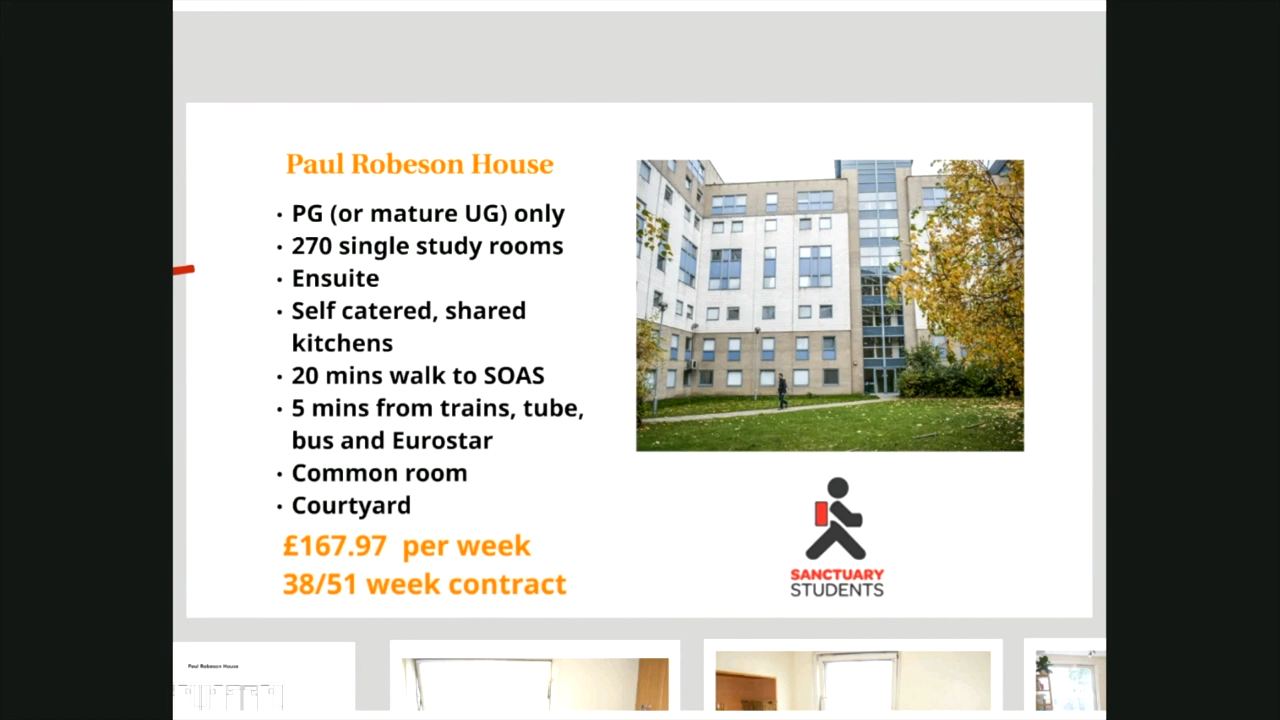 Paul Robeson House
• PG (or mature UG) only
• 270 single study rooms
• Ensuite
• Self catered, shared
kitchens
• 20 mins walk to SOAS
• 5 mins from trains, tube,
bus and Eurostar
• Common room
• Courtyard
£167.97 per week
38/51 week contract
SANCTUARY
STUDENTS
Paul Robeson House